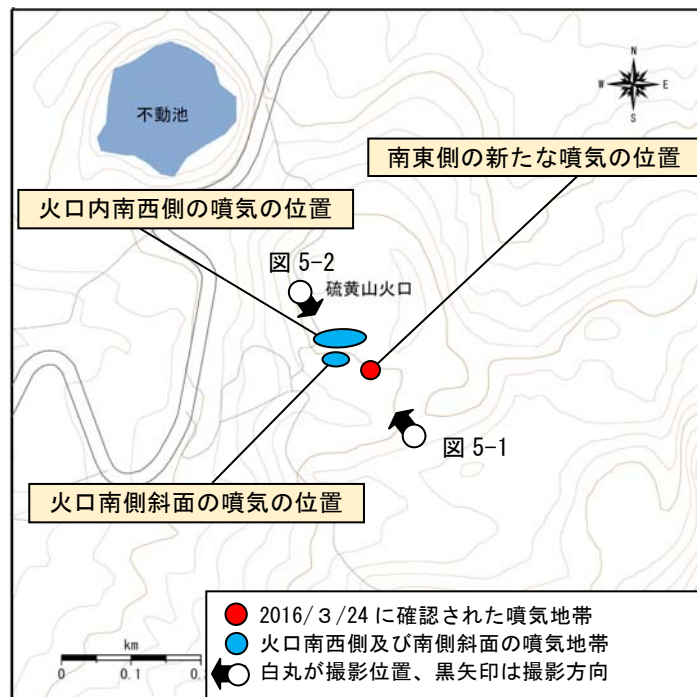 N
W E
S
不動池
南東側の新たな噴気の位置
火口内南西側の噴気の位置
図 5-2
硫黄山火口
図 5-1
火口南側斜面の噴気の位置
2016/３/24 に確認された噴気地帯
火口南西側及び南側斜面の噴気地帯
白丸が撮影位置、黒矢印は撮影方向
km
0 0.1 0.